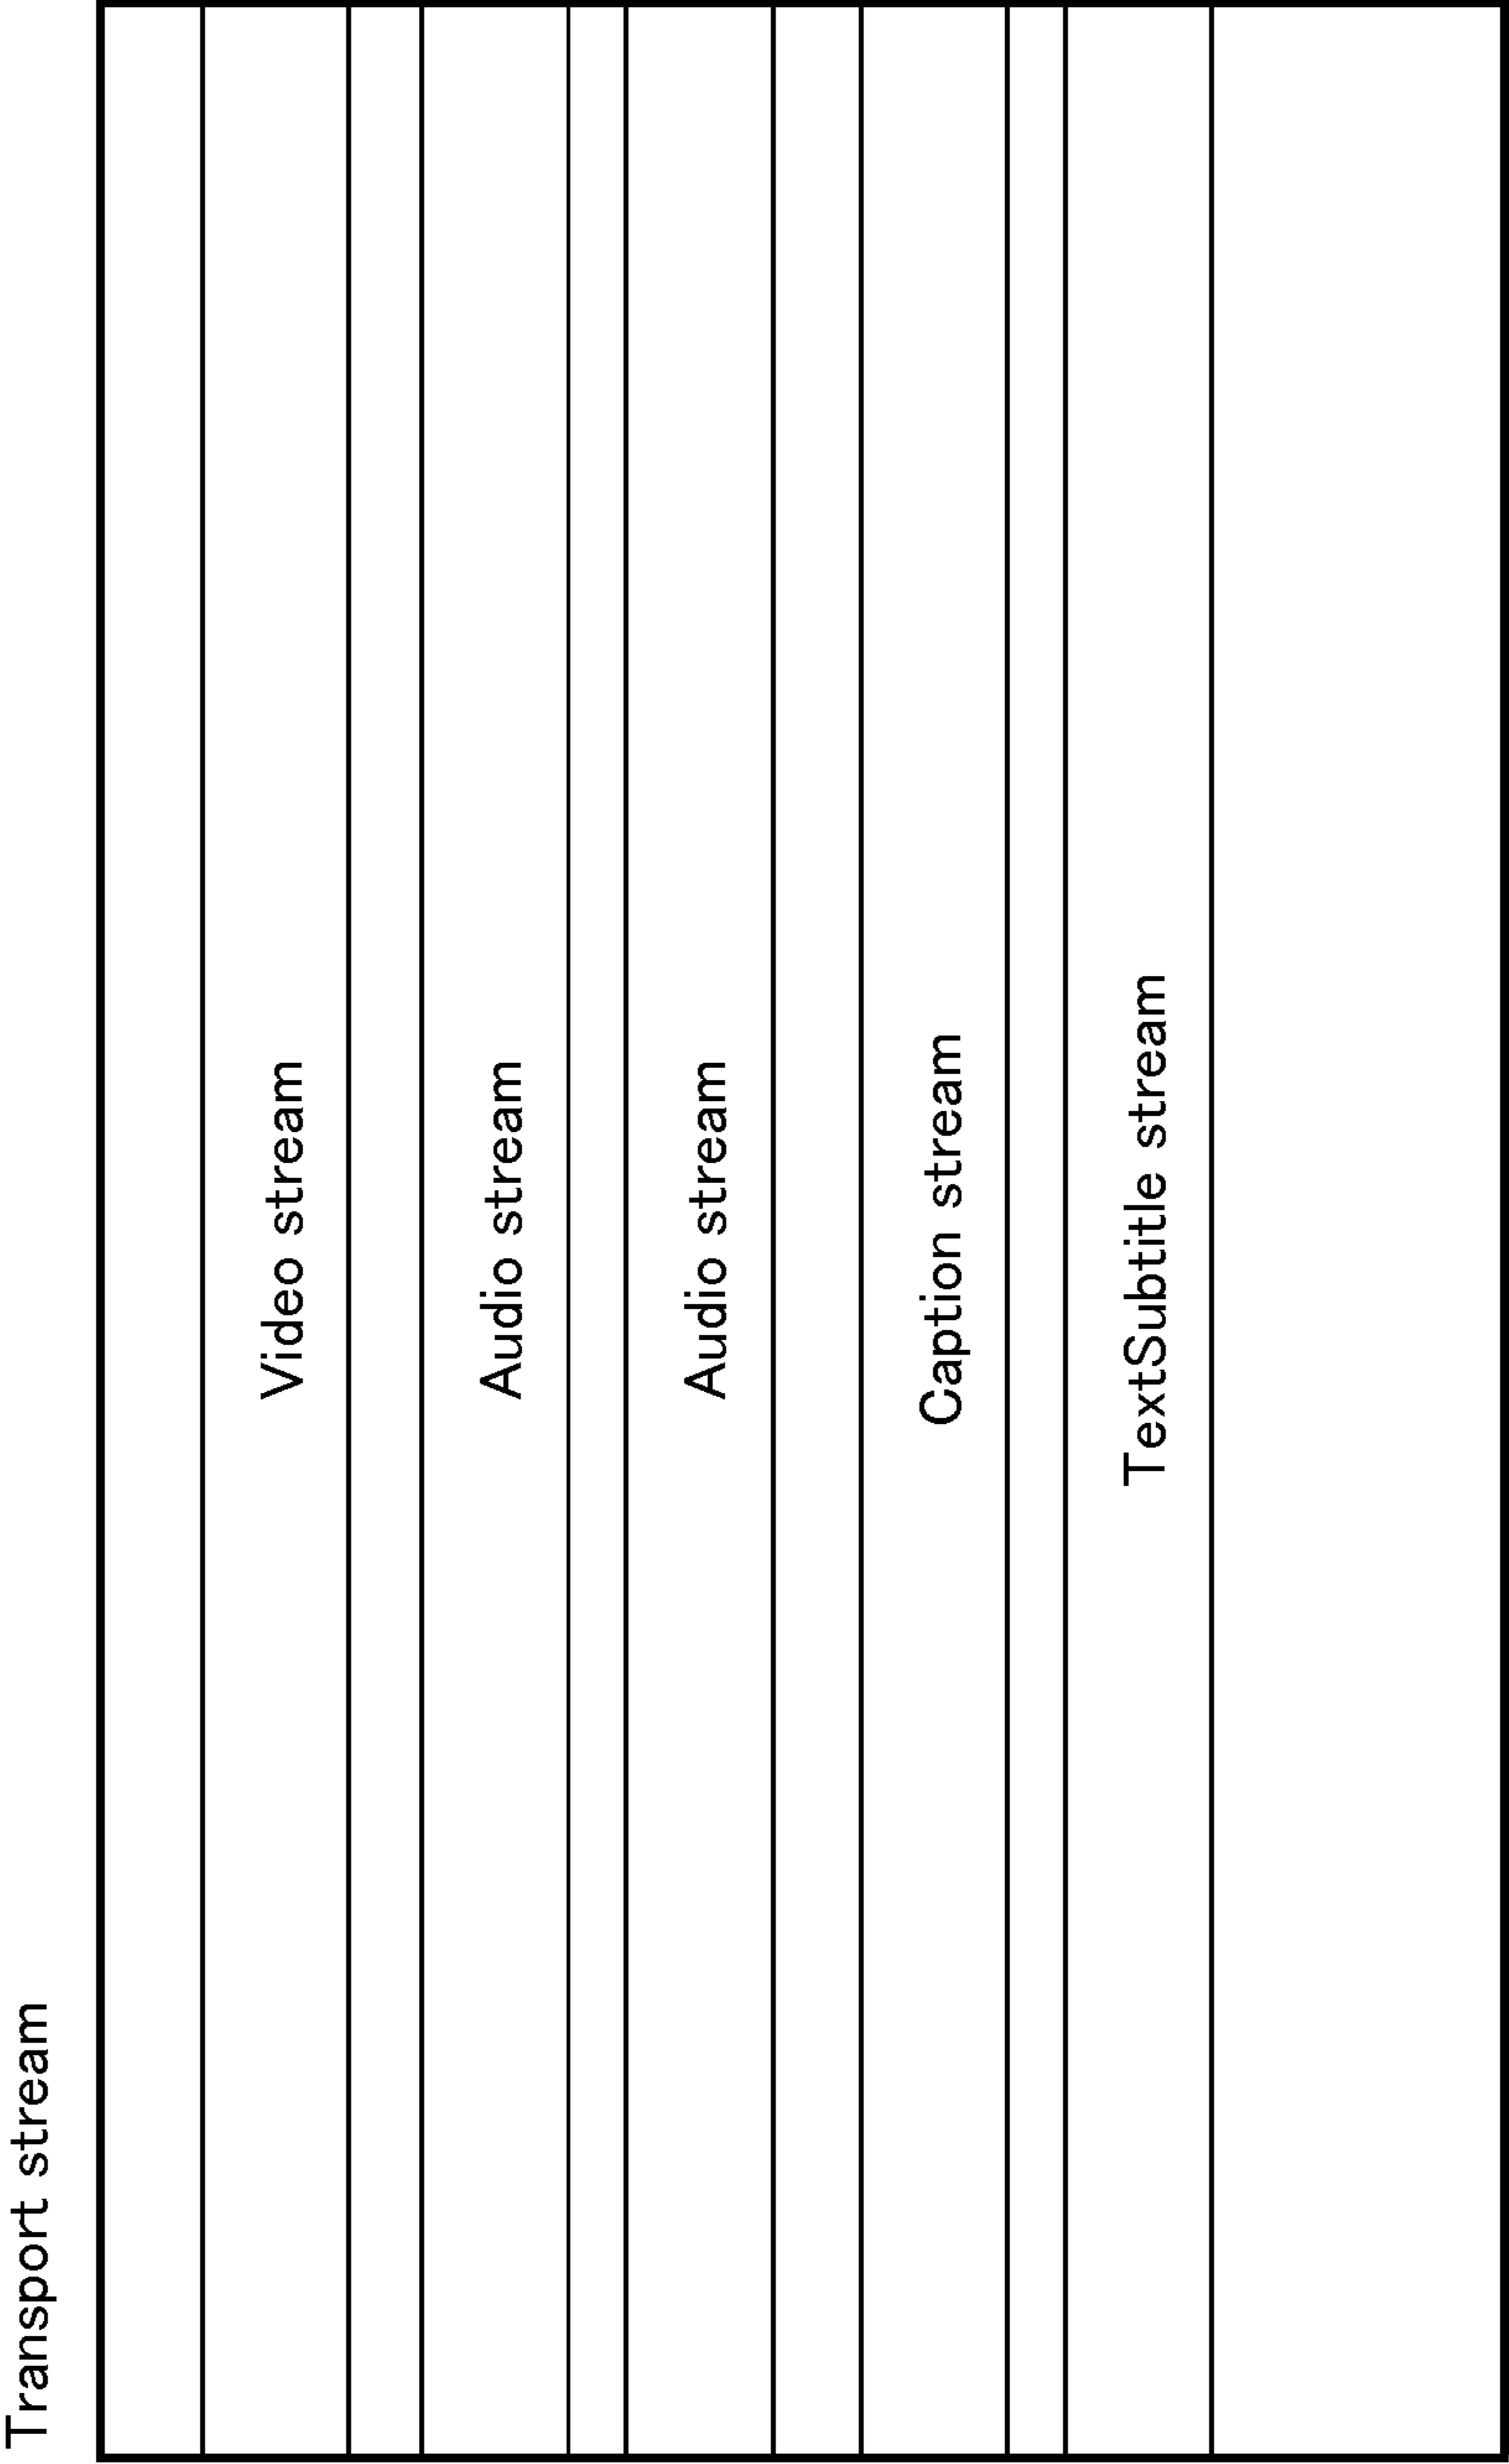 Transport stream
Video stream
Audio stream
Audio stream
Caption stream
TextSubtitle stream